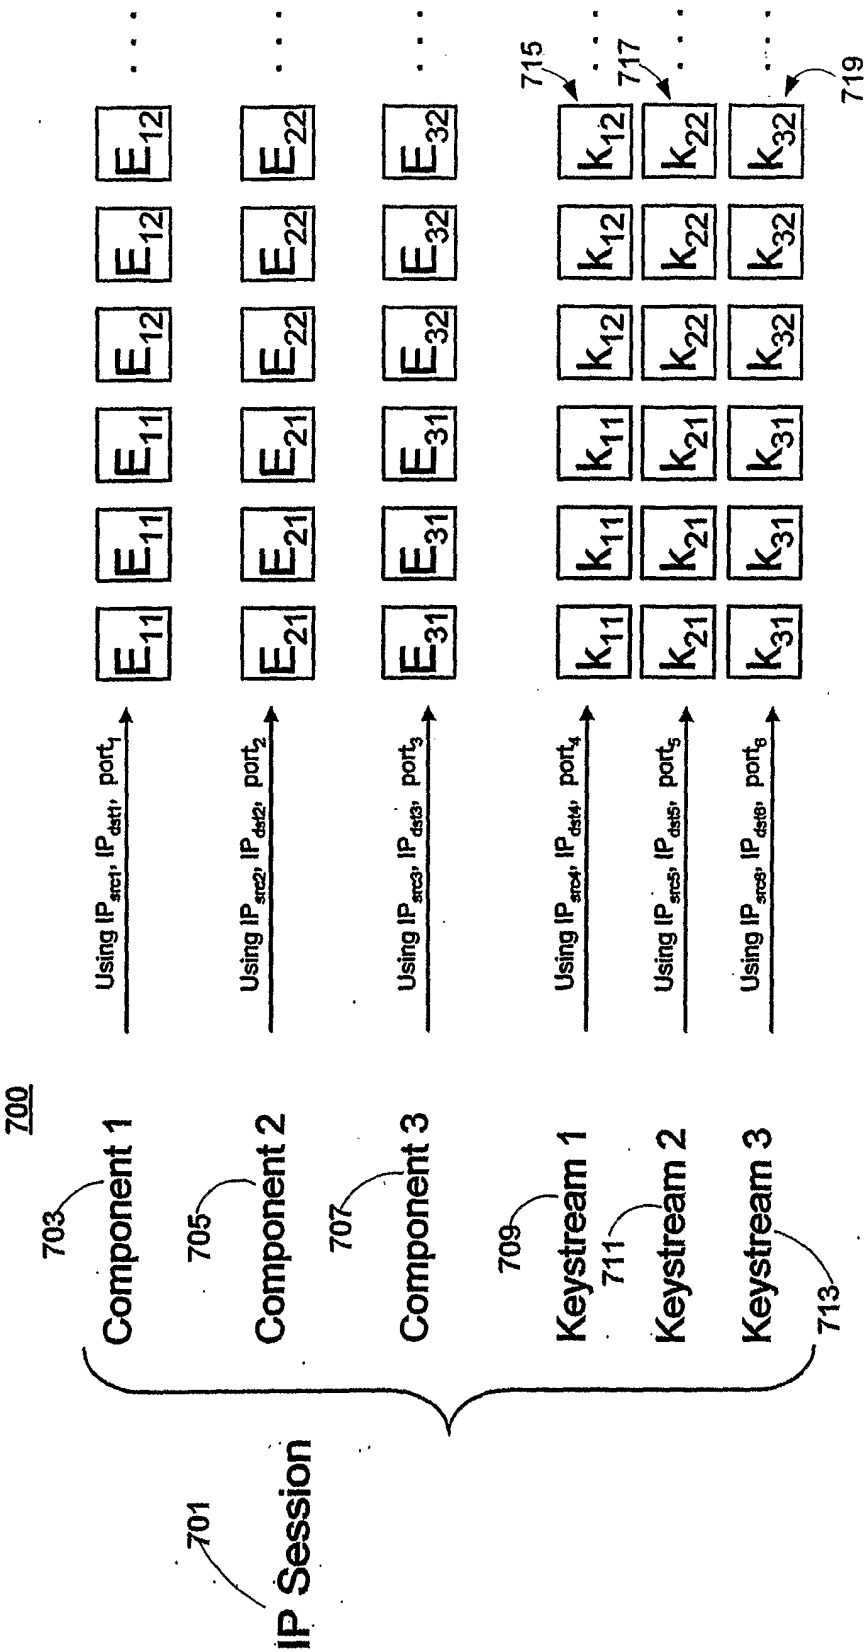 700
701
IP Session
703
Component 1
Using IPsrc1, IPdst1, port1
E11 E11 E11 E12 E12 E12 . . .
705
Component 2
Using IPsrc2, IPdst2, port2
E21 E21 E21 E22 E22 E22 . . .
707
Component 3
Using IPsrc3, IPdst3, port3
E31 E31 E31 E32 E32 E32 . . .
709
Keystream 1
Using IPsrc4, IPdst4, port4
k11 k11 k11 k12 k12 k12 . . .
715
711
Keystream 2
Using IPsrc5, IPdst5, port5
k21 k21 k21 k22 k22 k22 . . .
717
713
Keystream 3
Using IPsrc6, IPdst6, port6
k31 k31 k31 k32 k32 k32 . . .
719